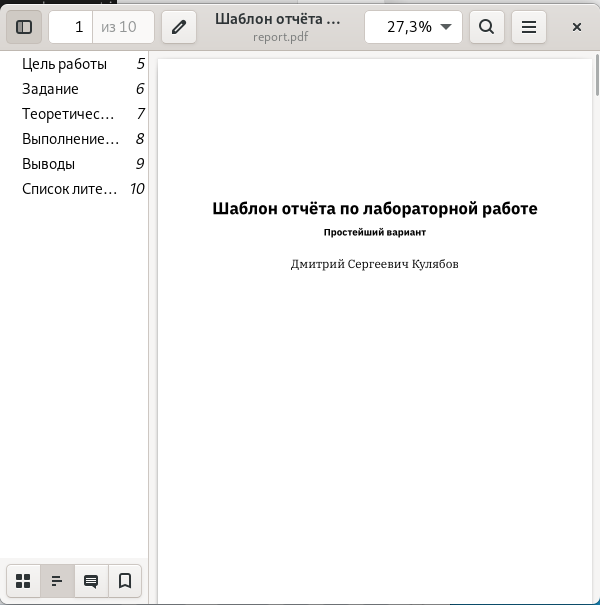 1 из 10 Шаблон отчёта ... 27,3%
report.pdf
Цель работы 5
Задание 6
Теоретичес... 7
Выполнение... 8
Выводы 9
Список лите... 10
Шаблон отчёта по лабораторной работе
Простейший вариант
Дмитрий Сергеевич Кулябов